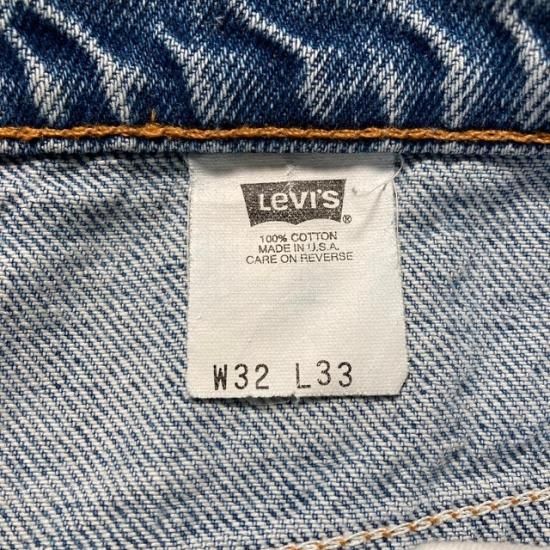 Levi's ®
100% COTTON
MADE IN U.S.A.
CARE ON REVERSE
W32 L33